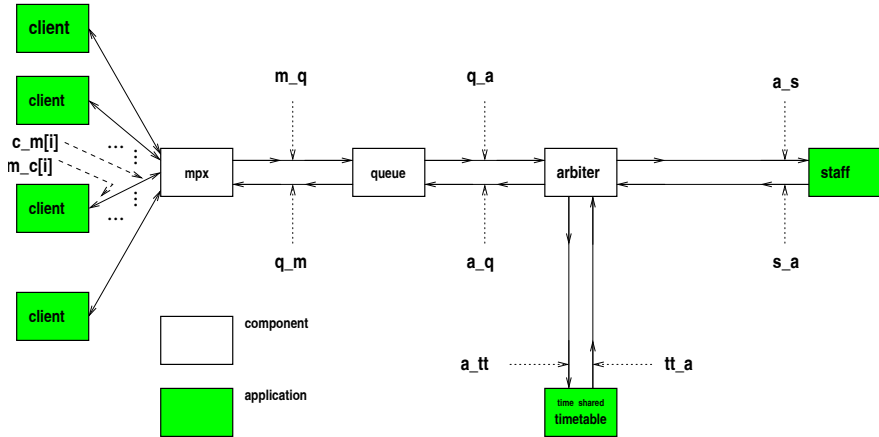 client
m_q
q_a
a_s
client
c_m[i]
...
m_c[i]
mpx
queue
arbiter
staff
client
...
q_m
a_q
s_a
client
component
a_tt
tt_a
application
time shared
timetable